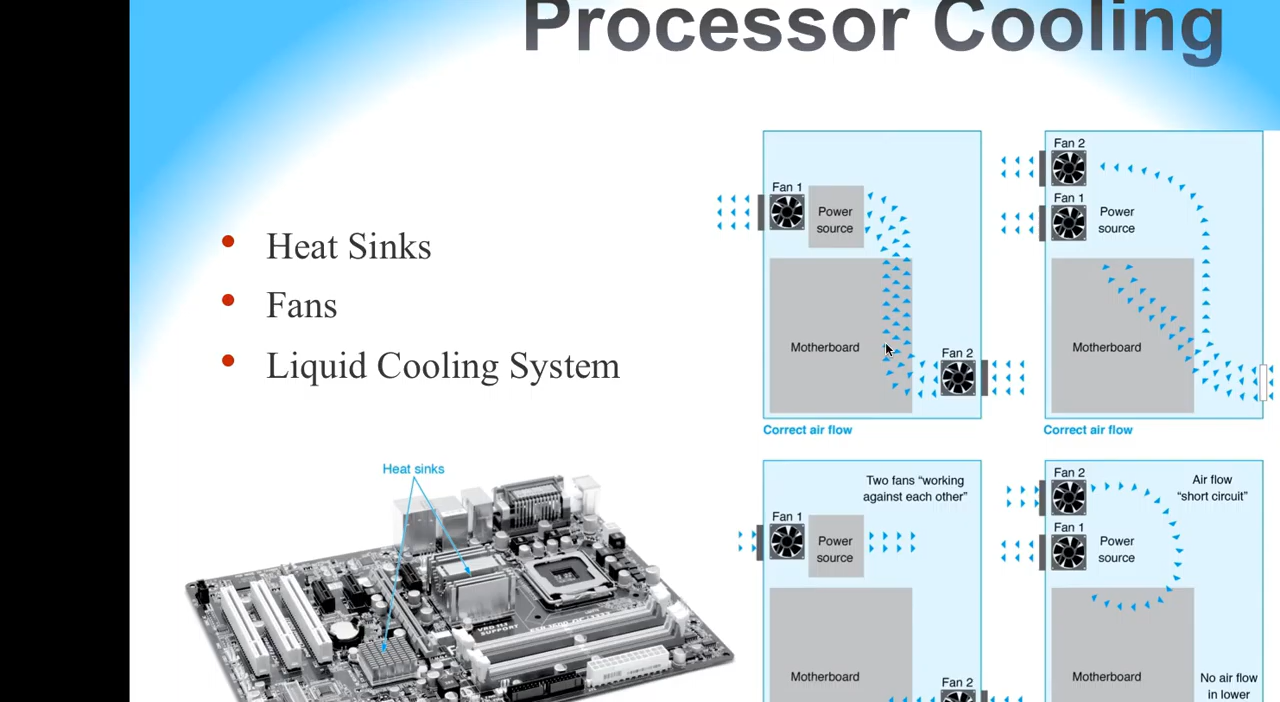 Processor Cooling
• Heat Sinks
• Fans
• Liquid Cooling System
Heat sinks
Fan 1
Power
source
Motherboard
Fan 2
Correct air flow
Fan 2
Fan 1
Power
source
Motherboard
Correct air flow
Two fans “working
against each other”
Fan 1
Power
source
Motherboard
Fan 2
Air flow
“short circuit”
Fan 2
Fan 1
Power
source
Motherboard
No air flow
in lower